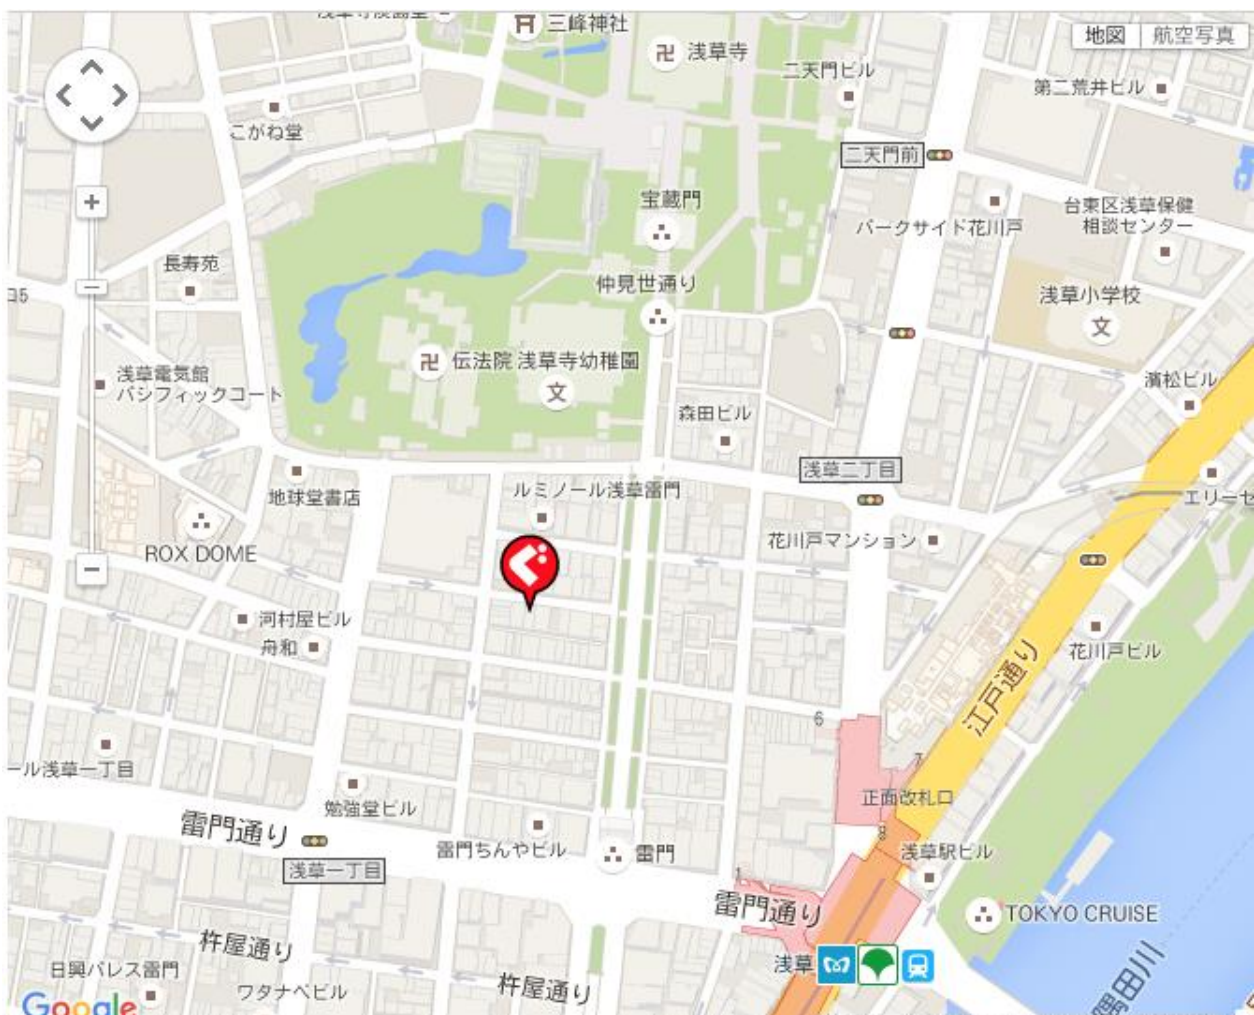 三峰神社
地図
航空写真
浅草寺
二天門ビル
第二荒井ビル
こがね堂
二天門前
宝蔵門
台東区浅草保健
相談センター
パークサイド花川戸
長寿苑
仲見世通り
浅草小学校
伝法院
浅草寺幼稚園
文
文
浅草電気館
パシフィックコート
濱松ビル
森田ビル
浅草二丁目
地球堂書店
ルミノール浅草雷門
エリーセ
ROX DOME
花川戸マンション
河村屋ビル
舟和
花川戸ビル
江戸通り
6
7
ール浅草一丁目
勉強堂ビル
正面改札口
雷門通り
8
雷門ちんやビル
雷門
浅草駅ビル
浅草一丁目
1
雷門通り
TOKYO CRUISE
杵屋通り
浅草
日興パレス雷門
ワタナベビル
杵屋通り
隅田川
Google